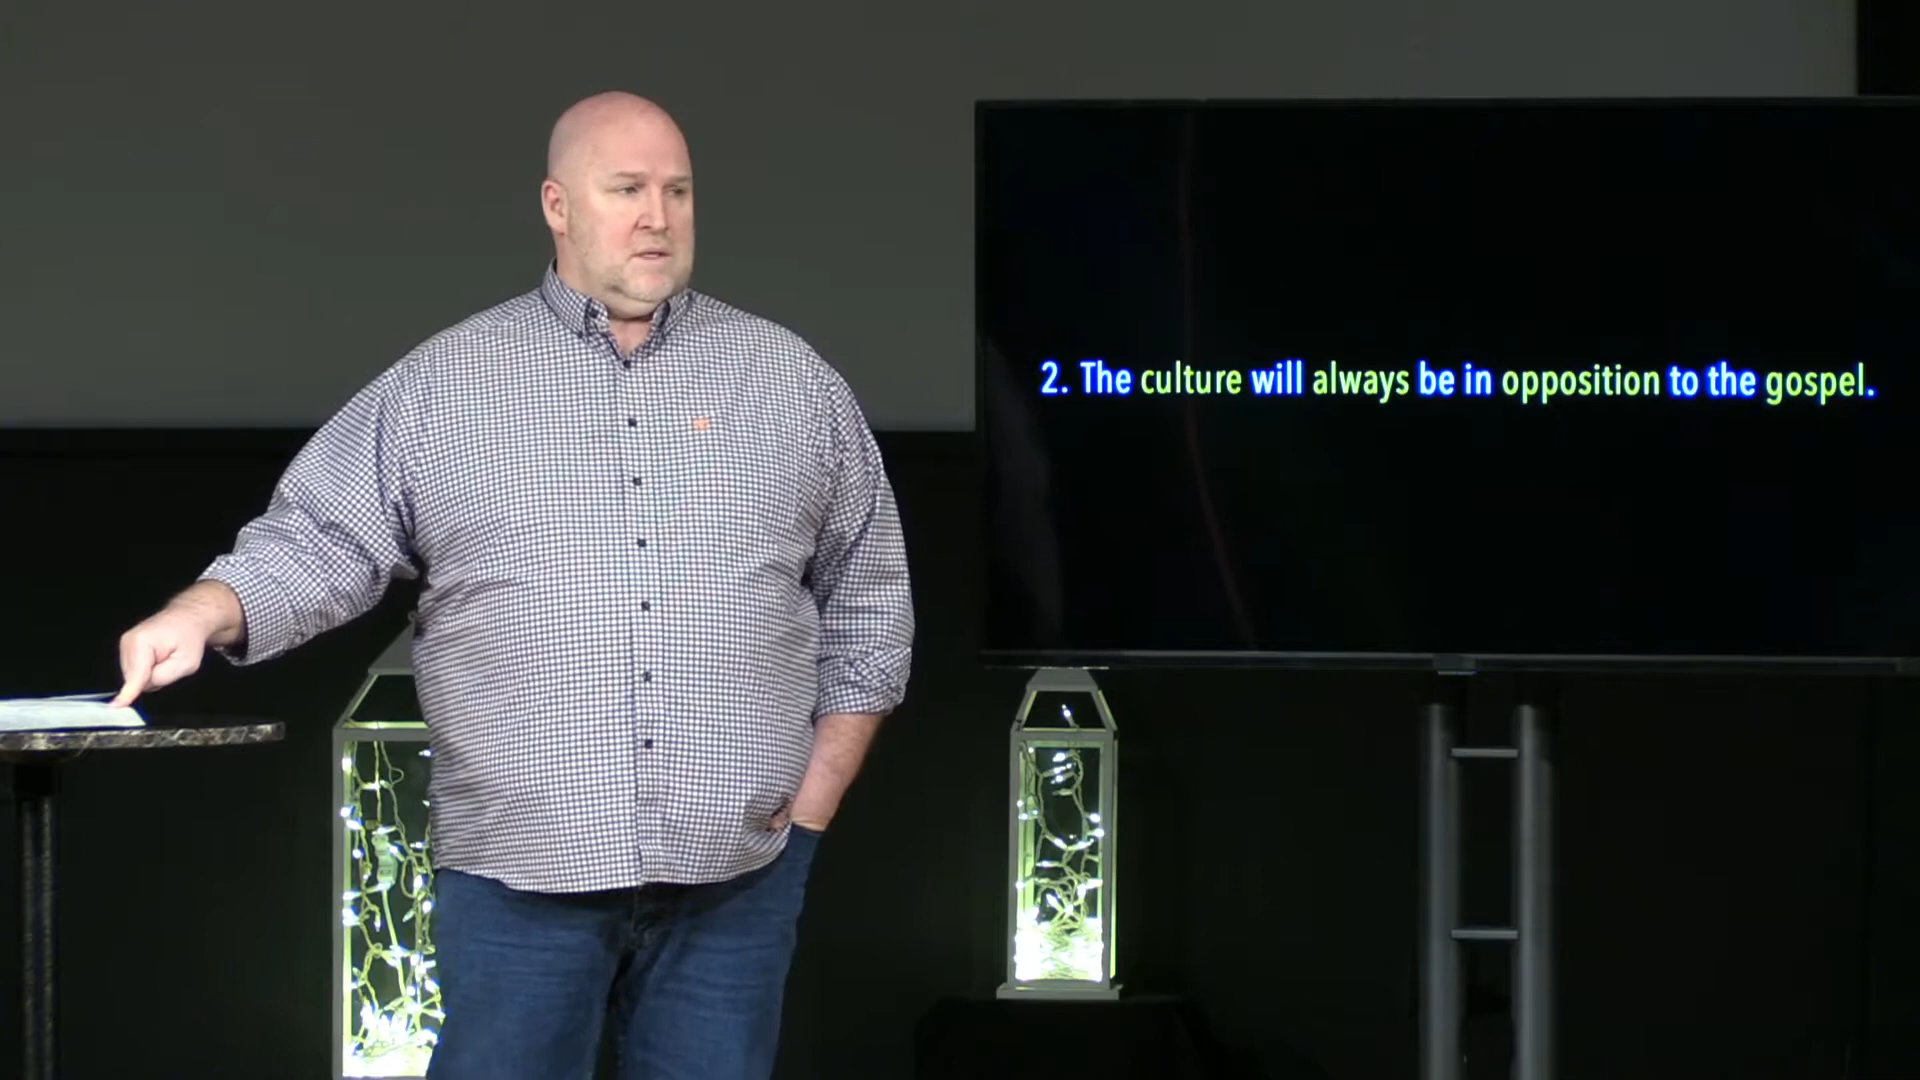 2. The culture will always be in opposition to the gospel.